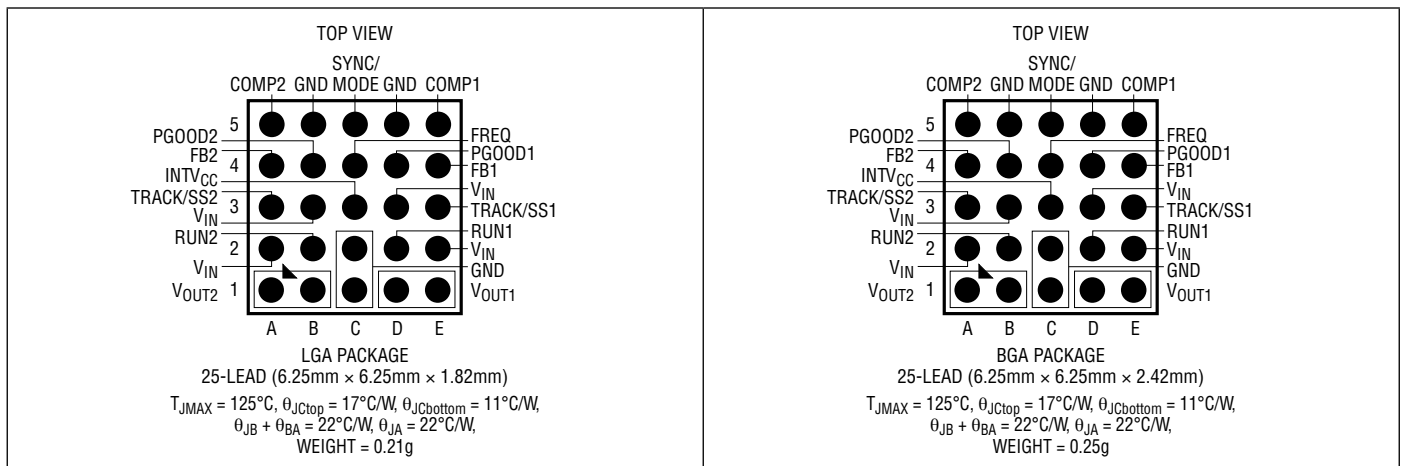 TOP VIEW
SYNC/
COMP2 GND MODE GND COMP1
5
PGOOD2
FREQ
FB2
4
PGOOD1
FB1
INTVCC
VIN
TRACK/SS2
3
TRACK/SS1
VIN
RUN2
RUN1
2
VIN
VIN
GND
VOUT2 1
VOUT1
A B C D E
LGA PACKAGE
25-LEAD (6.25mm × 6.25mm × 1.82mm)
TJMAX = 125°C, θJCtop = 17°C/W, θJCbottom = 11°C/W,
θJB + θBA = 22°C/W, θJA = 22°C/W,
WEIGHT = 0.21g
TOP VIEW
SYNC/
COMP2 GND MODE GND COMP1
5
PGOOD2
FREQ
FB2
4
PGOOD1
FB1
INTVCC
VIN
TRACK/SS2
3
TRACK/SS1
VIN
RUN2
RUN1
2
VIN
VIN
GND
VOUT2 1
VOUT1
A B C D E
BGA PACKAGE
25-LEAD (6.25mm × 6.25mm × 2.42mm)
TJMAX = 125°C, θJCtop = 17°C/W, θJCbottom = 11°C/W,
θJB + θBA = 22°C/W, θJA = 22°C/W,
WEIGHT = 0.25g